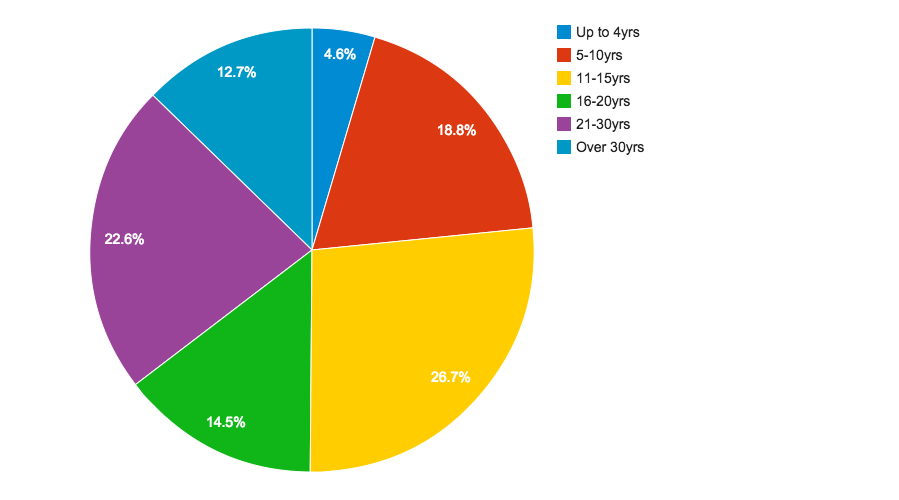 4.6%
18.8%
26.7%
14.5%
22.6%
12.7%
Up to 4yrs
5-10yrs
11-15yrs
16-20yrs
21-30yrs
Over 30yrs